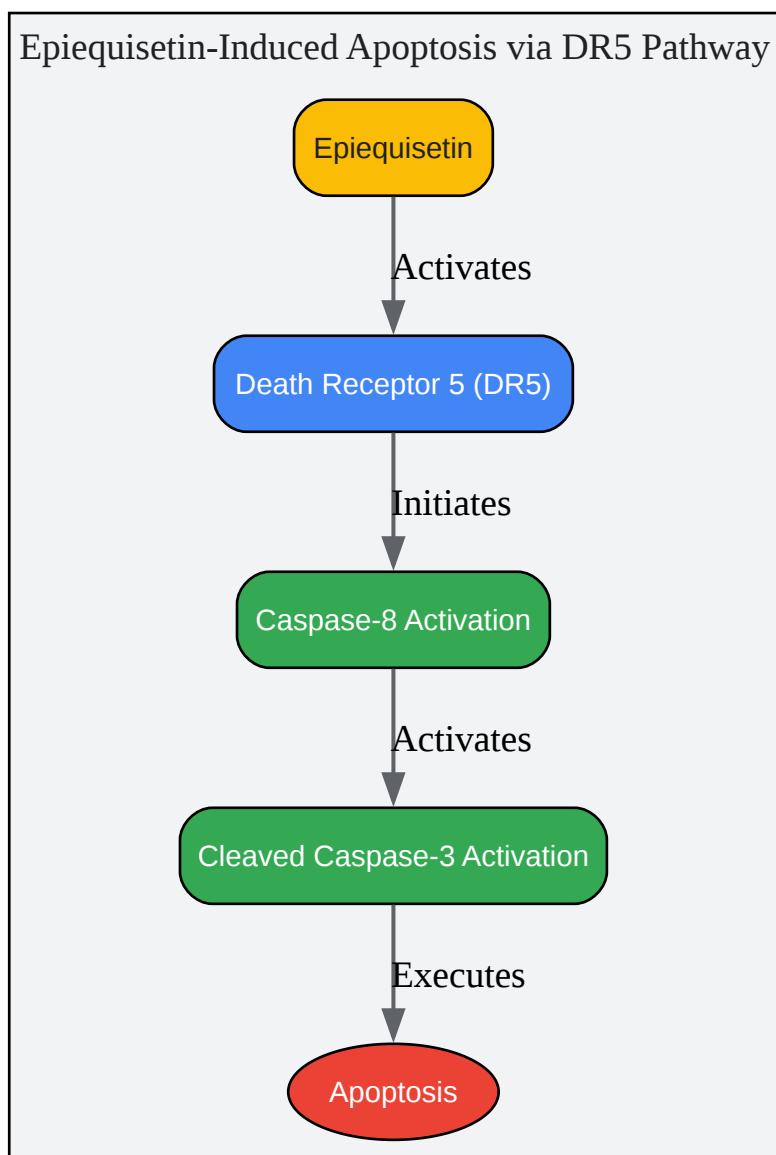 Epiequisetin-Induced Apoptosis via DR5 Pathway
Epiequisetin
Activates
Death Receptor 5 (DR5)
Initiates
Caspase-8 Activation
Activates
Cleaved Caspase-3 Activation
Executes
Apoptosis